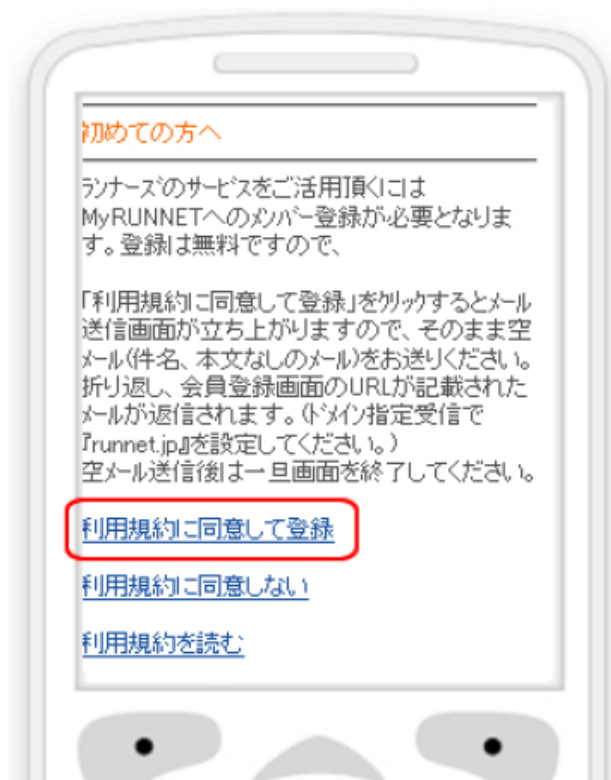 初めての方へ
ランナーズのサービスをご活用頂くには
MyRUNNETへのメンバー登録が必要となりま
す。登録は無料ですので、
「利用規約に同意して登録」をクリックするとメール
送信画面が立ち上がりますので、そのまま空
メール(件名、本文なしのメール)をお送りください。
折り返し、会員登録画面のURLが記載された
メールが返信されます。(ドメイン指定受信で
『runnet.jp』を設定してください。)
空メール送信後は一旦画面を終了してください。
利用規約に同意して登録
利用規約に同意しない
利用規約を読む